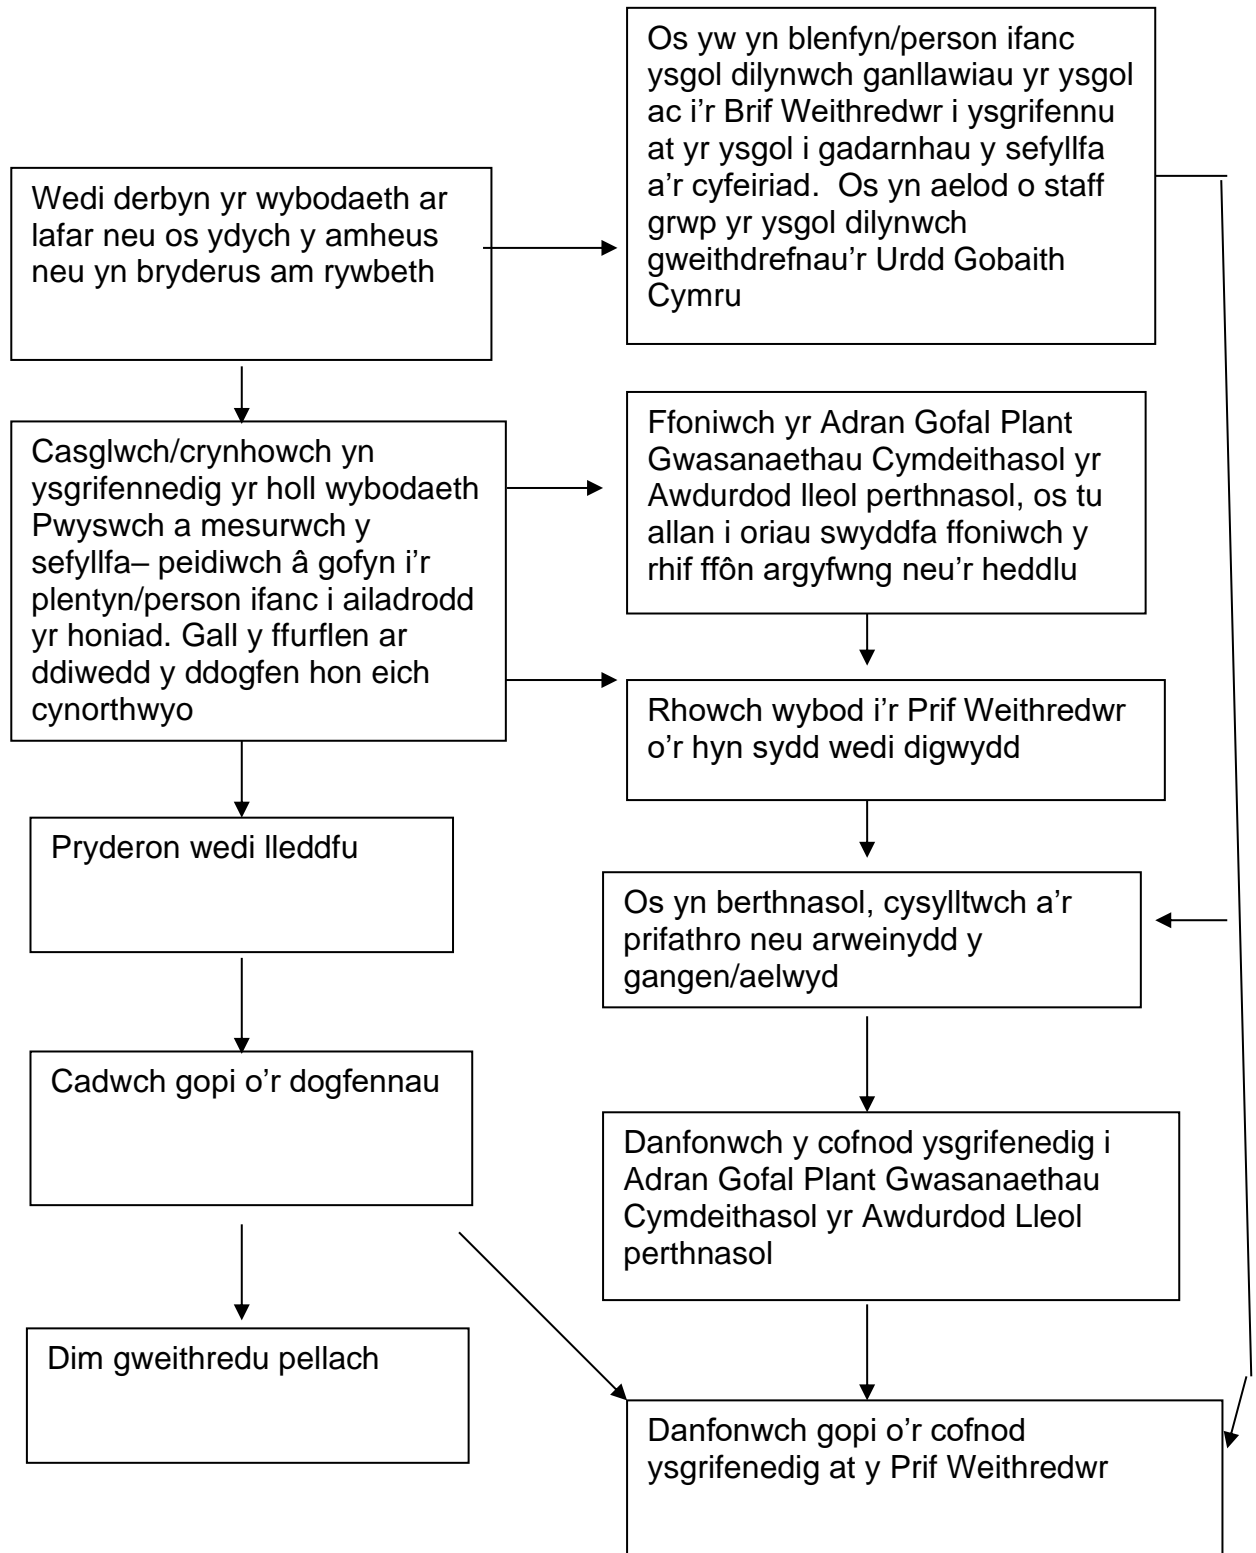 Os yw yn blenfyn/person ifanc
ysgol dilynwch ganllawiau yr ysgol
ac i'r Brif Weithredwr i ysgrifennu
at yr ysgol i gadarnhau y sefyllfa
a'r cyfeiriad.  Os yn aelod o staff
grwp yr ysgol dilynwch
gweithdrefnau'r Urdd Gobaith
Cymru
Wedi derbyn yr wybodaeth ar
lafar neu os ydych y amheus
neu yn bryderus am rywbeth
Casglwch/crynhowch yn
ysgrifennedig yr holl wybodaeth
Pwyswch a mesurwch y
sefyllfa– peidiwch â gofyn i'r
plentyn/person ifanc i ailadrodd
yr honiad. Gall y ffurflen ar
ddiwedd y ddogfen hon eich
cynorthwyo
Ffoniwch yr Adran Gofal Plant
Gwasanaethau Cymdeithasol yr
Awdurdod lleol perthnasol, os tu
allan i oriau swyddfa ffoniwch y
rhif ffôn argyfwng neu'r heddlu
Rhowch wybod i'r Prif Weithredwr
o'r hyn sydd wedi digwydd
Pryderon wedi lleddfu
Os yn berthnasol, cysylltwch a'r
prifathro neu arweinydd y
gangen/aelwyd
Cadwch gopi o'r dogfennau
Danfonwch y cofnod ysgrifenedig i
Adran Gofal Plant Gwasanaethau
Cymdeithasol yr Awdurdod Lleol
perthnasol
Dim gweithredu pellach
Danfonwch gopi o'r cofnod
ysgrifenedig at y Prif Weithredwr